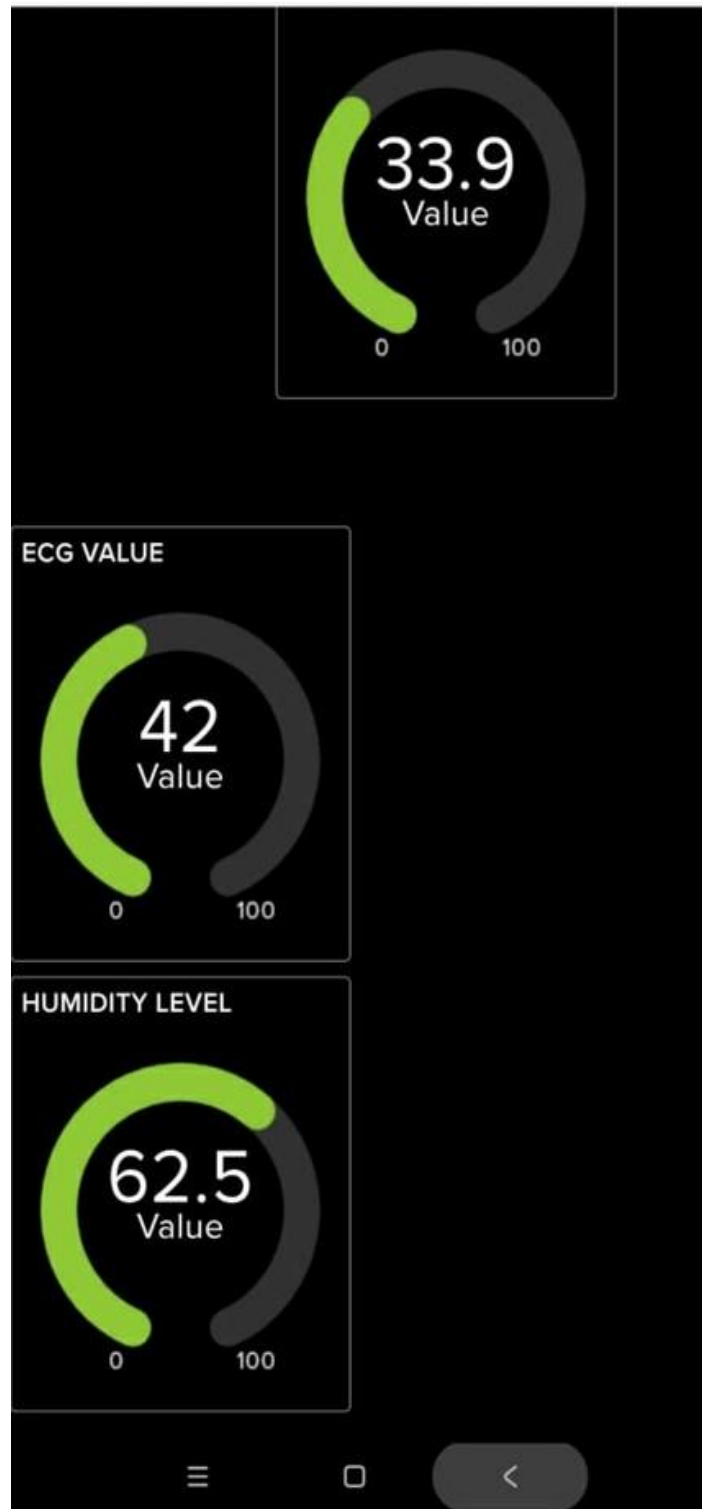 33.9
Value
0 100
ECG VALUE
42
Value
0 100
HUMIDITY LEVEL
62.5
Value
0 100